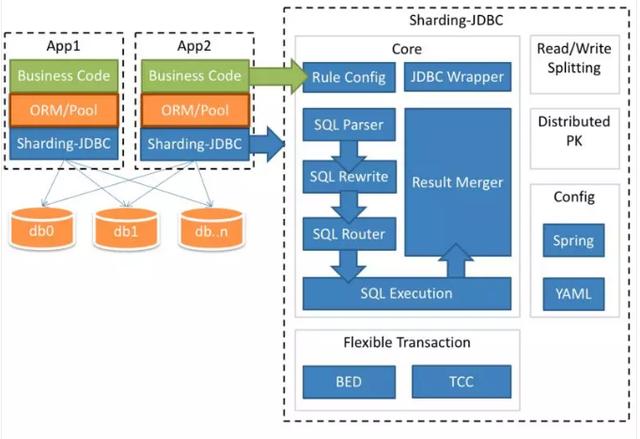 App1
Business Code
ORM/Pool
Sharding-JDBC
App2
Business Code
ORM/Pool
Sharding-JDBC
db0
db1
db..n
Sharding-JDBC
Core
Rule Config
JDBC Wrapper
SQL Parser
SQL Rewrite
SQL Router
Result Merger
SQL Execution
Flexible Transaction
BED
TCC
Read/Write
Splitting
Distributed
PK
Config
Spring
YAML